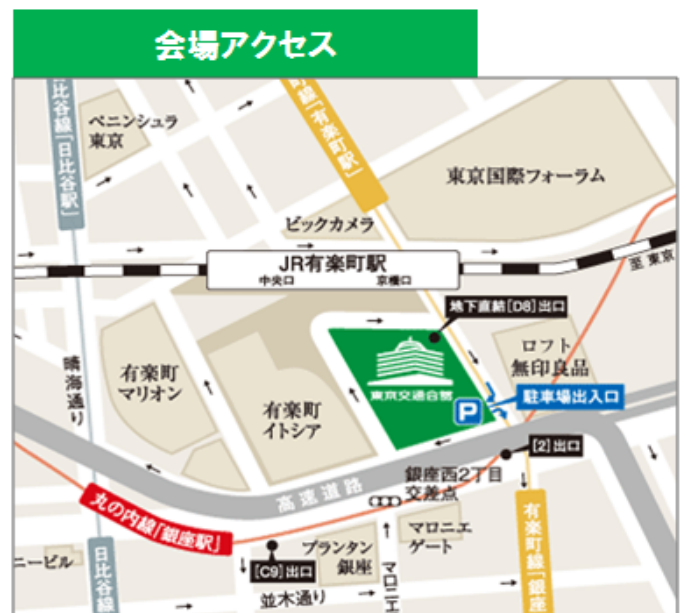 会場アクセス
比谷線「日比谷駅」
ペニンシュラ
東京
町線「有楽町駅」
東京国際フォーラム
ビックカメラ
JR有楽町駅
中央口
京橋口
至 東京
地下直結[D8]出口
ロフト
無印良品
晴海通り
有楽町
マリオン
有楽町
イトシア
東京交通会館
P
駐車場出入口
[2]出口
高速道路
銀座西2丁目
交差点
丸の内線「銀座駅」
マロニエ
ゲート
有楽町線「銀座
ニービル
日比谷線
[C9]出口
プランタン
銀座
マロニエ
並木通り